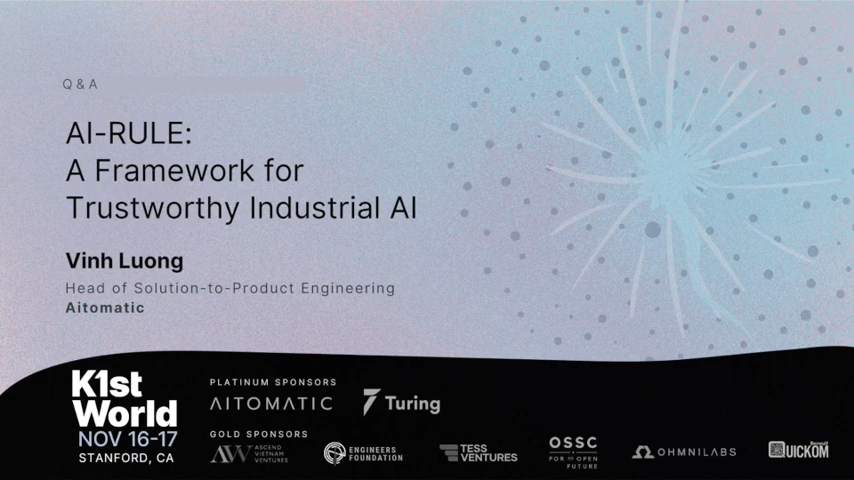 Q & A
AI-RULE:
A Framework for
Trustworthy Industrial AI
Vinh Luong
Head of Solution-to-Product Engineering
Aitomatic
K1st
World
NOV 16-17
STANFORD, CA
PLATINUM SPONSORS
AITOMATIC
Turing
GOLD SPONSORS
AW
ASCEND
VIETNAM
VENTURES
ENGINEERS
FOUNDATION
TESS
VENTURES
OSSC
FOR AN OPEN
FUTURE
OHMNILABS
QUICKOM